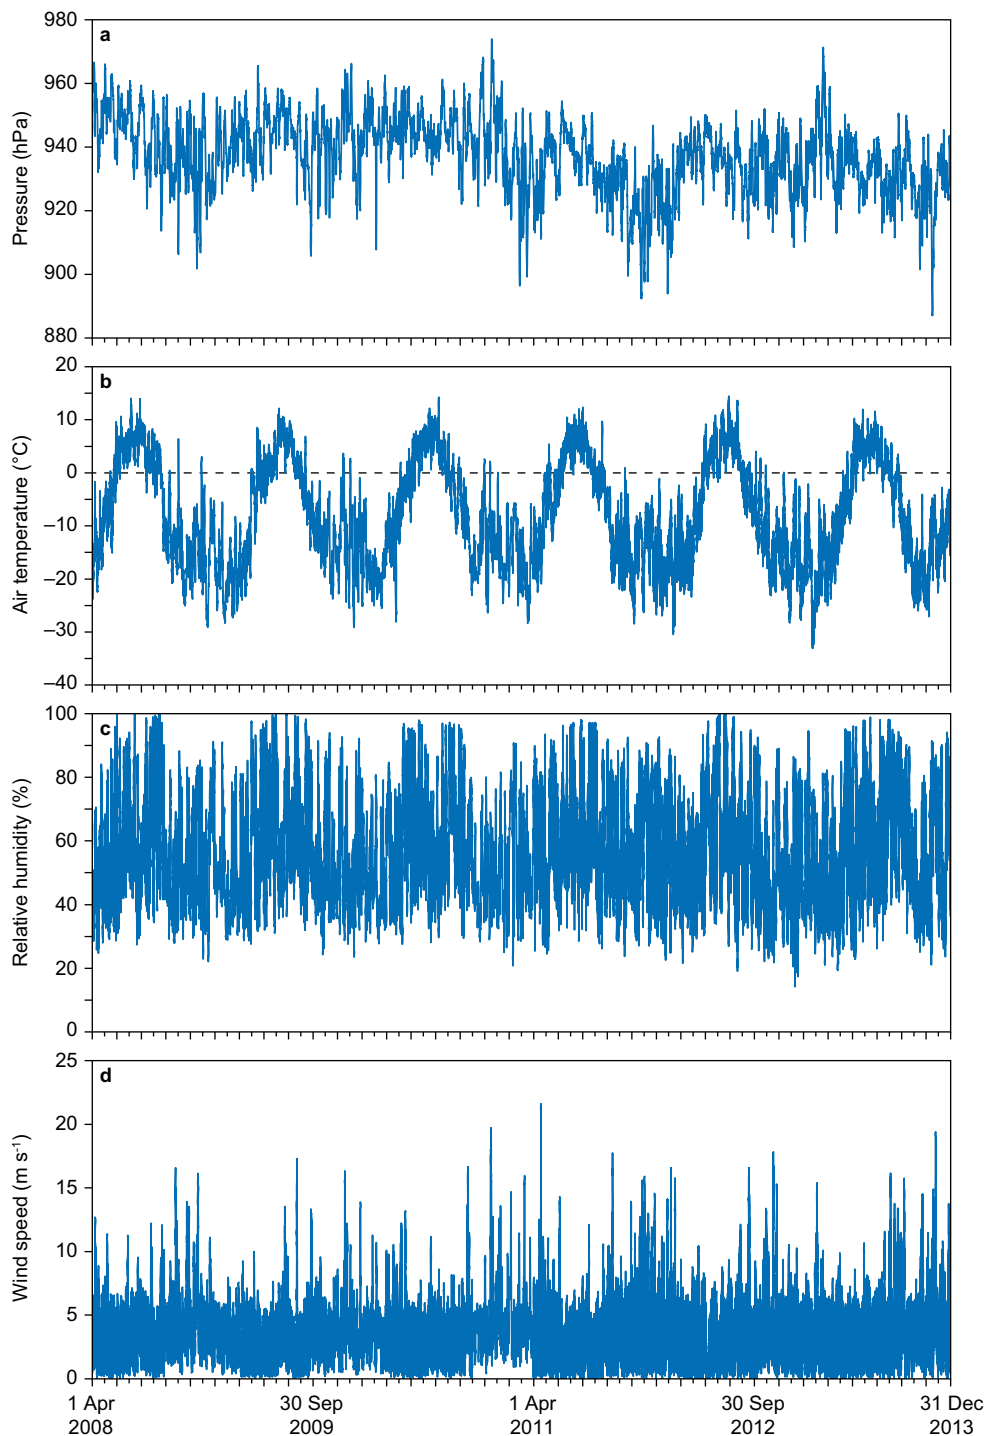 a
Pressure (hPa)
980
960
940
920
900
880
b
Air temperature (°C)
20
10
0
–10
–20
–30
–40
c
Relative humidity (%)
100
80
60
40
20
0
d
Wind speed (m s-1)
25
20
15
10
5
0
1 Apr 30 Sep 1 Apr 30 Sep 31 Dec
2008 2009 2011 2012 2013